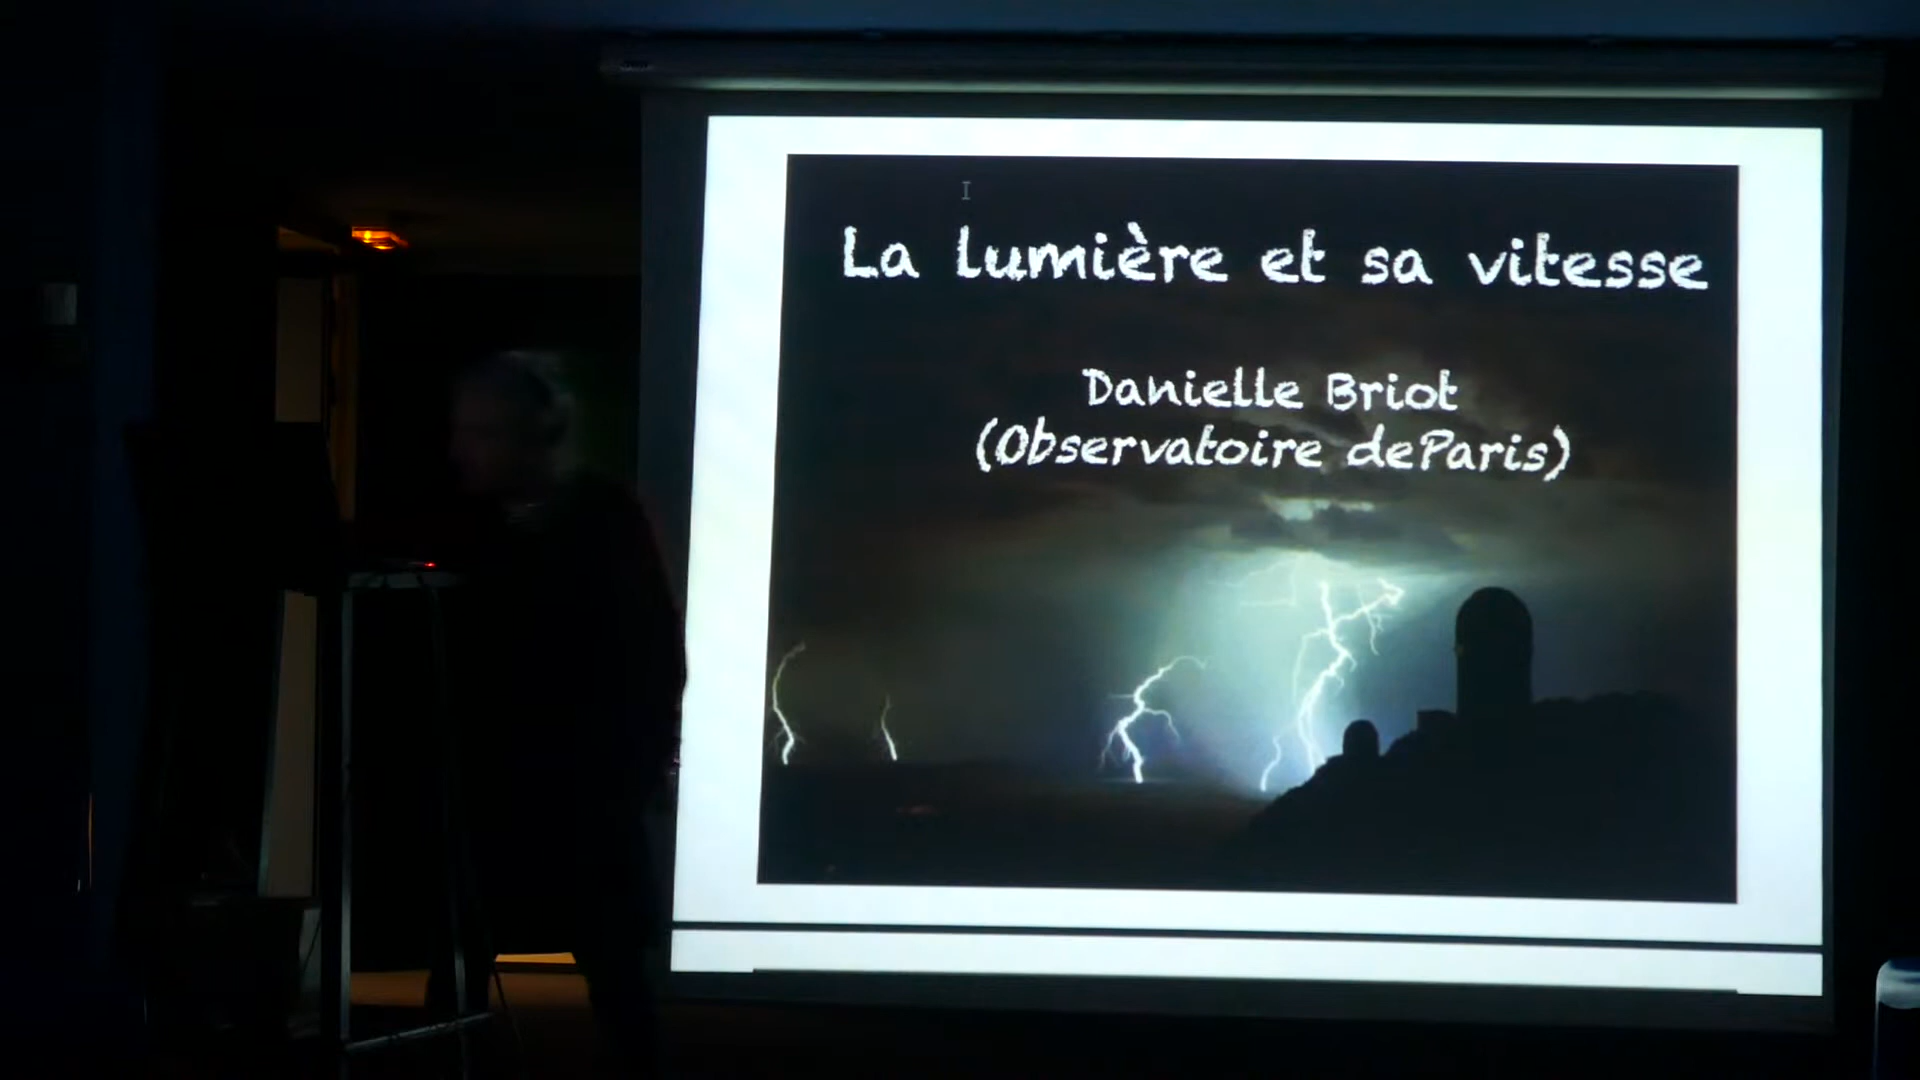 La lumière et sa vitesse
Danielle Briot
(Observatoire deParis)